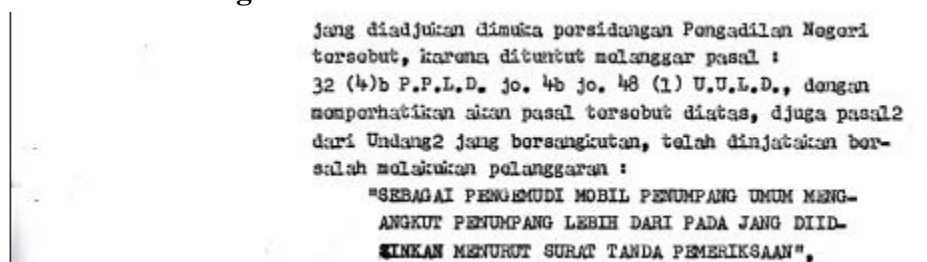 jang diadjukan dimuka persidangan Pengadilan Negeri
tersebut, karena dituntut melanggar pasal :
32 (4)b P.P.L.D. jo. 4b jo. 48 (1) U.U.L.D., dengan
memperhatikan akan pasal tersebut diatas, djuga pasal2
dari Undang2 jang bersangkutan, telah dinjatakan ber-
salah melakukan pelanggaran :
"SEBAGAI PENGEMUDI MOBIL PENUMPANG UMUM MENG-
ANGKUT PENUMPANG LEBIH DARI PADA JANG DIID-
ZINKAN MENURUT SURAT TANDA PEMERIKSAAN",